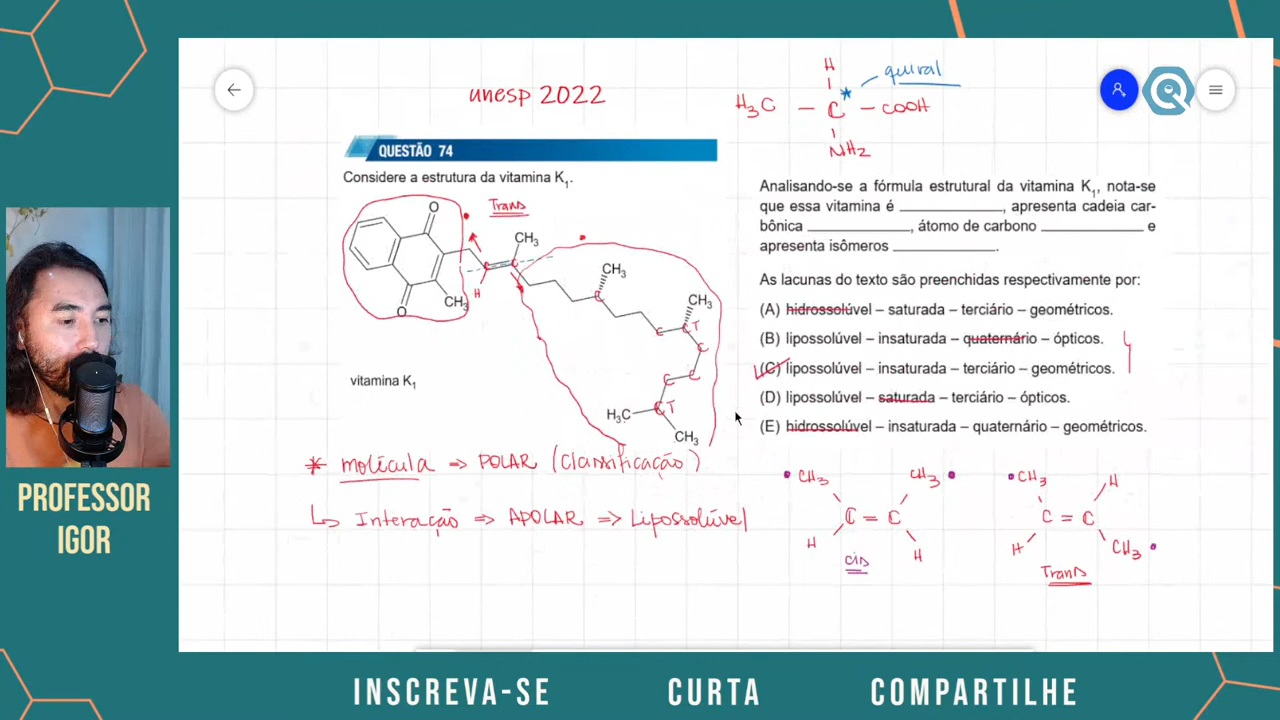 unesp 2022
QUESTÃO 74
Considere a estrutura da vitamina K1.
O
Trans
CH3
C
C
H
CH3
O
CH3
CH3
C
C
C T
C
C
C
C T
H3C
CH3
vitamina K1
* molécula => POLAR (Classificação)
Interação => APOLAR => Lipossolúvel
H
* quiral
H3C – C – COOH
NH2
Analisando-se a fórmula estrutural da vitamina K1, nota-se
que essa vitamina é ____________, apresenta cadeia car-
bônica ____________, átomo de carbono ____________ e
apresenta isômeros ____________.
As lacunas do texto são preenchidas respectivamente por:
(A) hidrossolúvel – saturada – terciário – geométricos.
(B) lipossolúvel – insaturada – quaternário – ópticos.
(C) lipossolúvel – insaturada – terciário – geométricos.
(D) lipossolúvel – saturada – terciário – ópticos.
(E) hidrossolúvel – insaturada – quaternário – geométricos.
CH3 CH3
C = C
H H
cis
CH3 H
C = C
H CH3
Trans
PROFESSOR
IGOR
INSCREVA-SE CURTA COMPARTILHE